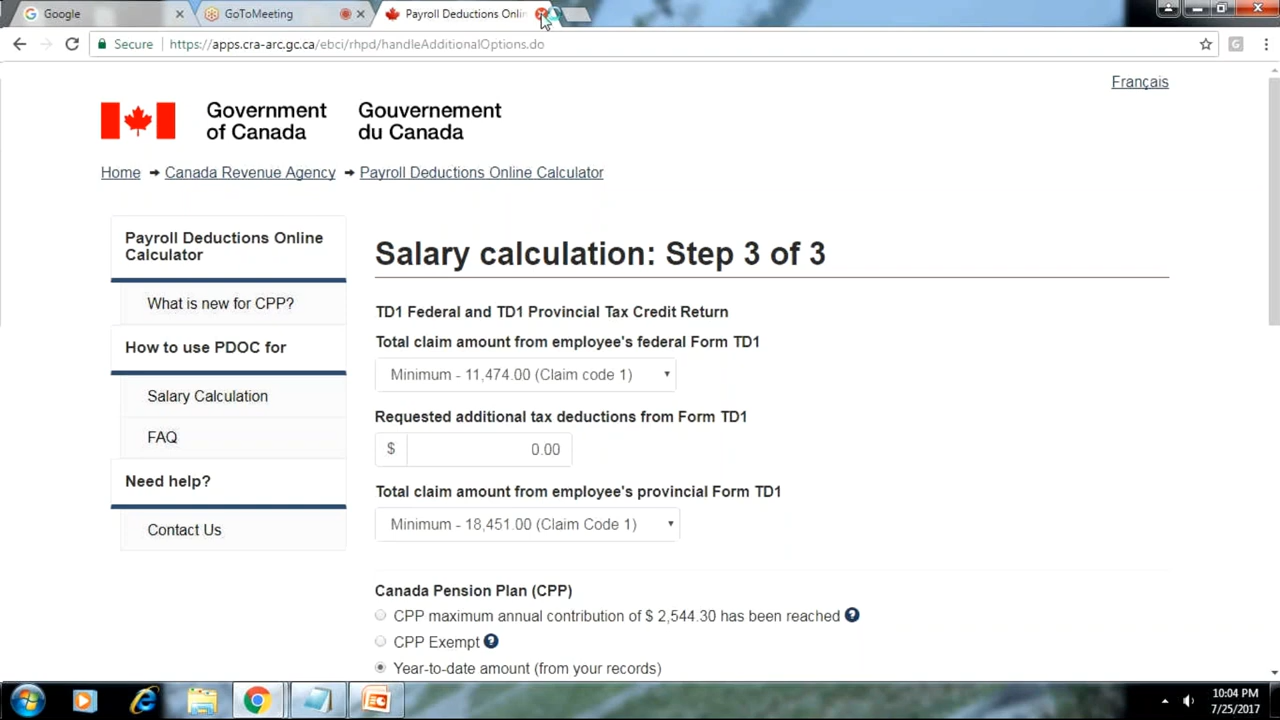 Google
GoToMeeting
Payroll Deductions Onlin
Secure
https://apps.cra-arc.gc.ca/ebci/rhpd/handleAdditionalOptions.do
Français
Government
of Canada
Gouvernement
du Canada
Home → Canada Revenue Agency → Payroll Deductions Online Calculator
Payroll Deductions Online
Calculator
What is new for CPP?
How to use PDOC for
Salary Calculation
FAQ
Need help?
Contact Us
Salary calculation: Step 3 of 3
TD1 Federal and TD1 Provincial Tax Credit Return
Total claim amount from employee's federal Form TD1
Minimum - 11,474.00 (Claim code 1)
Requested additional tax deductions from Form TD1
$ 0.00
Total claim amount from employee's provincial Form TD1
Minimum - 18,451.00 (Claim Code 1)
Canada Pension Plan (CPP)
CPP maximum annual contribution of $ 2,544.30 has been reached ?
CPP Exempt ?
Year-to-date amount (from your records)
10:04 PM
7/25/2017